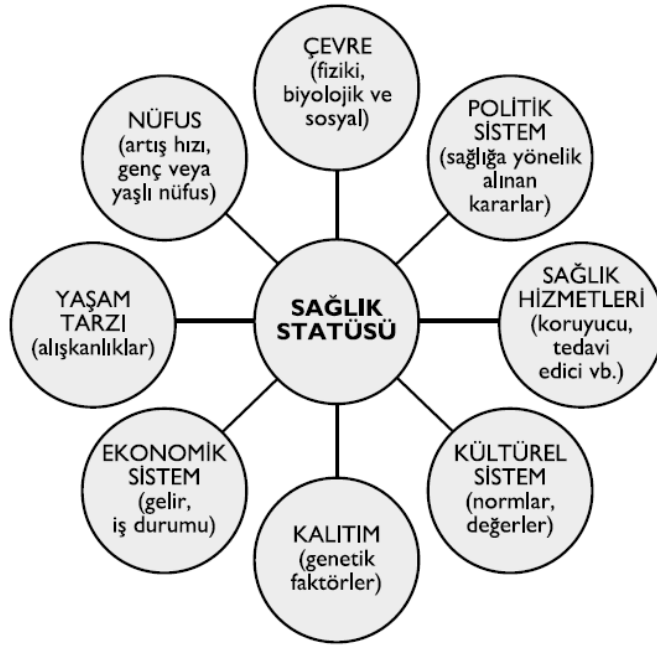 ÇEVRE
(fiziki,
biyolojik ve
sosyal)
POLİTİK
SİSTEM
(sağlığa yönelik
alınan
kararlar)
SAĞLIK
HİZMETLERİ
(koruyucu,
tedavi
edici vb.)
KÜLTÜREL
SİSTEM
(normlar,
değerler)
KALITIM
(genetik
faktörler)
EKONOMİK
SİSTEM
(gelir,
iş durumu)
YAŞAM
TARZI
(alışkanlıklar)
NÜFUS
(artış hızı,
genç veya
yaşlı nüfus)
SAĞLIK
STATÜSÜ